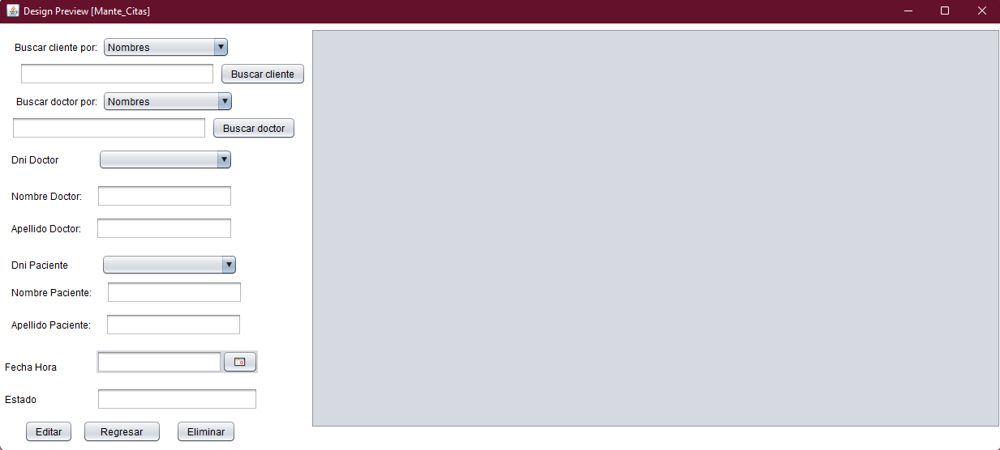 Design Preview [Mante_Citas]
Buscar cliente por: Nombres
Buscar cliente
Buscar doctor por: Nombres
Buscar doctor
Dni Doctor
Nombre Doctor:
Apellido Doctor:
Dni Paciente
Nombre Paciente:
Apellido Paciente:
Fecha Hora
Estado
Editar Regresar Eliminar